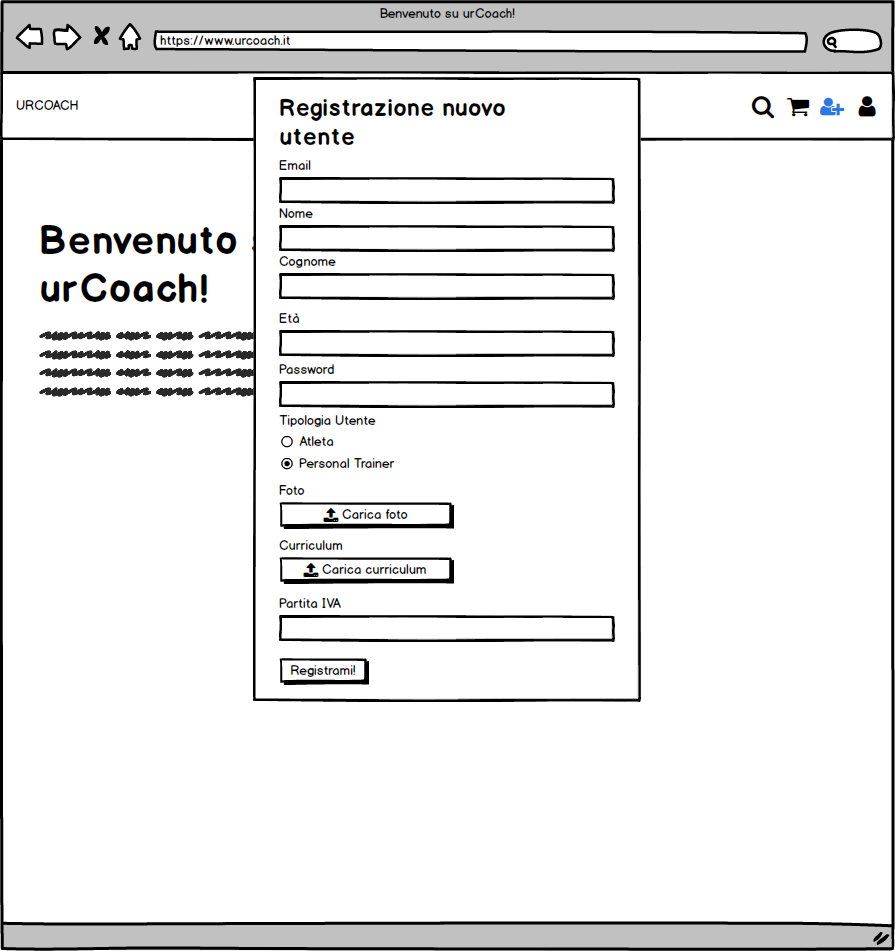 Benvenuto su urCoach!
https://www.urcoach.it
URCOACH
Registrazione nuovo
utente
Email
Nome
Cognome
Età
Password
Tipologia Utente
Atleta
Personal Trainer
Foto
Carica foto
Curriculum
Carica curriculum
Partita IVA
Registrami!
Benvenuto
urCoach!